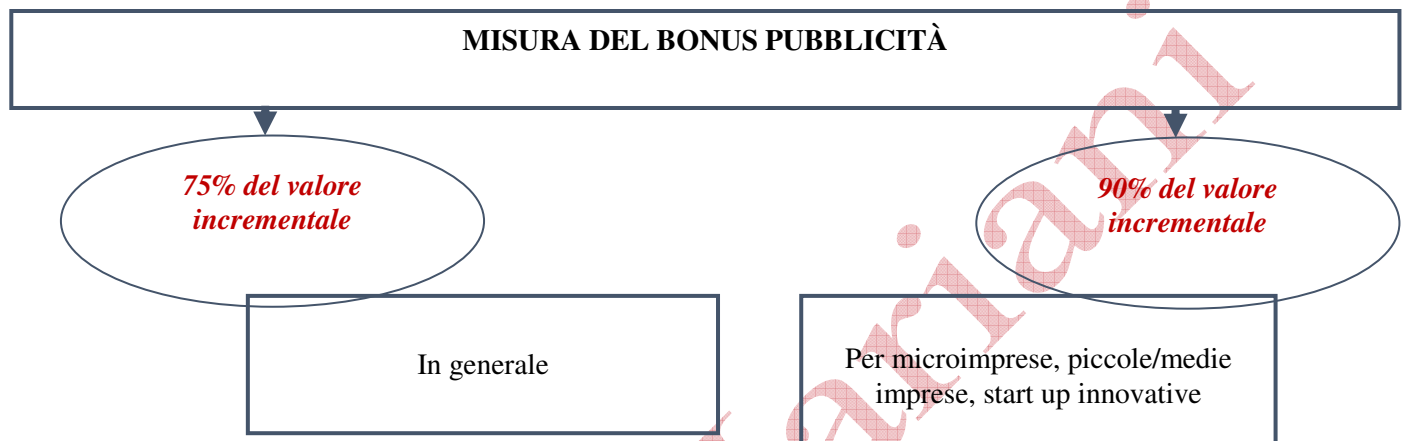 MISURA DEL BONUS PUBBLICITÀ
75% del valore
incrementale
90% del valore
incrementale
In generale
Per microimprese, piccole/medie
imprese, start up innovative